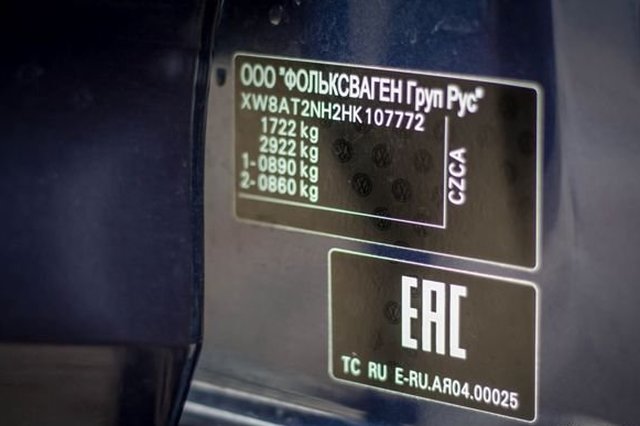 ООО "ФОЛЬКСВАГЕН Груп Рус"
XW8AT2NH2HK107772
1722 kg
2922 kg
1- 0890 kg
2- 0860 kg
CZCA
EAC
TC RU E-RU.АЯ04.00025